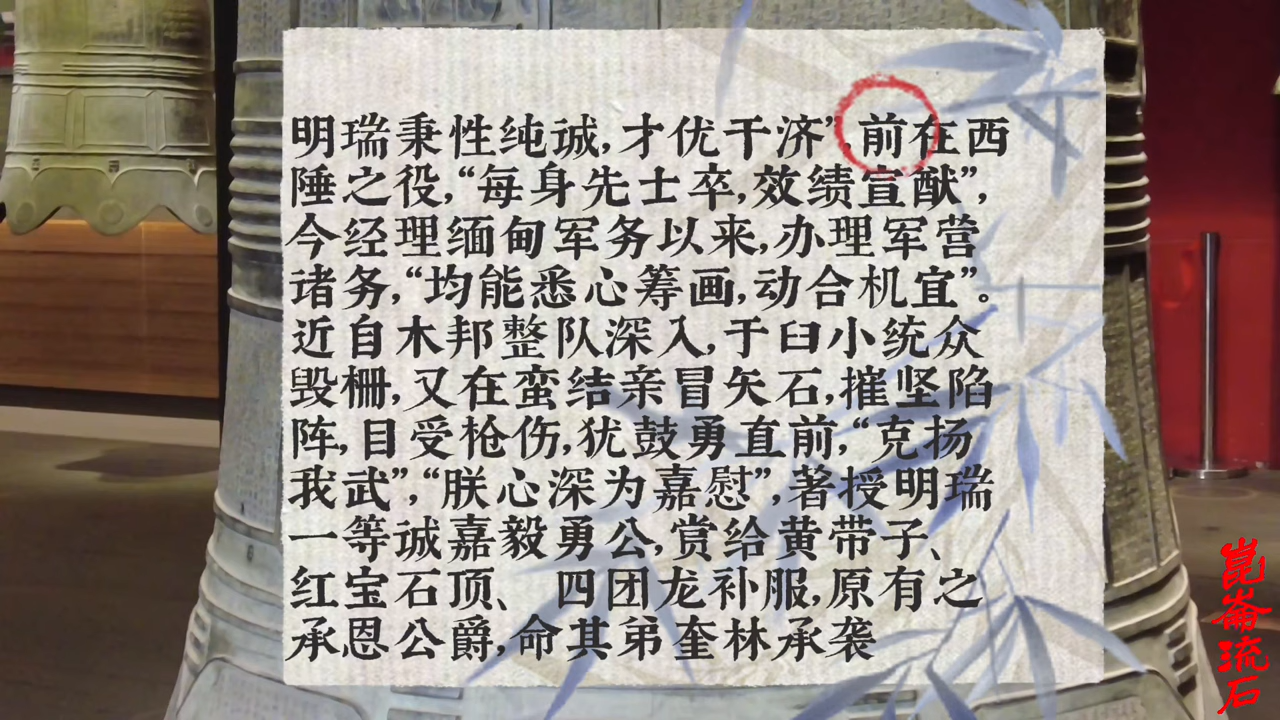 明瑞秉性纯诚,才优干济”,前在西
陲之役,“每身先士卒,效绩宣猷”,
今经理缅甸军务以来,办理军营
诸务,“均能悉心筹画,动合机宜”。
近自木邦整队深入,于臼小统众
毁栅,又在蛮结亲冒矢石,摧坚陷
阵,目受枪伤,犹鼓勇直前,“克扬
我武”,“朕心深为嘉慰”,著授明瑞
一等诚嘉毅勇公,赏给黄带子、
红宝石顶、 四团龙补服,原有之
承恩公爵,命其弟奎林承袭
崑崙流石